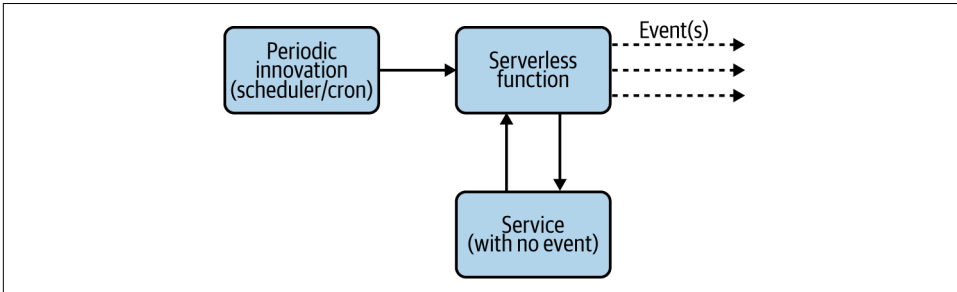 Periodic
innovation
(scheduler/cron)
Serverless
function
Event(s)
Service
(with no event)